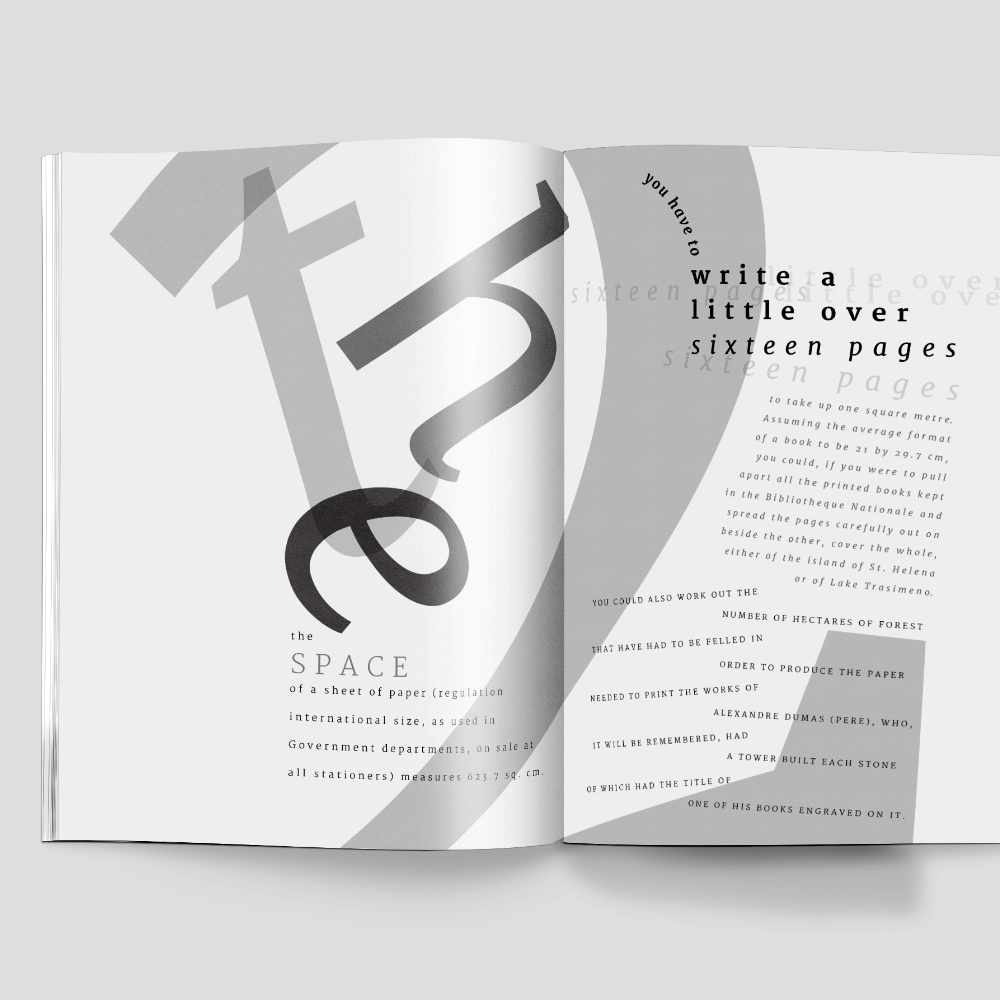 the
the
SPACE
of a sheet of paper (regulation
international size, as used in
Government departments, on sale at
all stationers) measures 623.7 sq. cm.
you have to
write a
little over
sixteen pages
little over
little over
sixteen pages
sixteen pages
to take up one square metre.
Assuming the average format
of a book to be 21 by 29.7 cm,
you could, if you were to pull
apart all the printed books kept
in the Bibliotheque Nationale and
spread the pages carefully out on
beside the other, cover the whole,
either of the island of St. Helena
or of Lake Trasimeno.
YOU COULD ALSO WORK OUT THE
NUMBER OF HECTARES OF FOREST
THAT HAVE HAD TO BE FELLED IN
ORDER TO PRODUCE THE PAPER
NEEDED TO PRINT THE WORKS OF
ALEXANDRE DUMAS (PERE), WHO,
IT WILL BE REMEMBERED, HAD
A TOWER BUILT EACH STONE
OF WHICH HAD THE TITLE OF
ONE OF HIS BOOKS ENGRAVED ON IT.